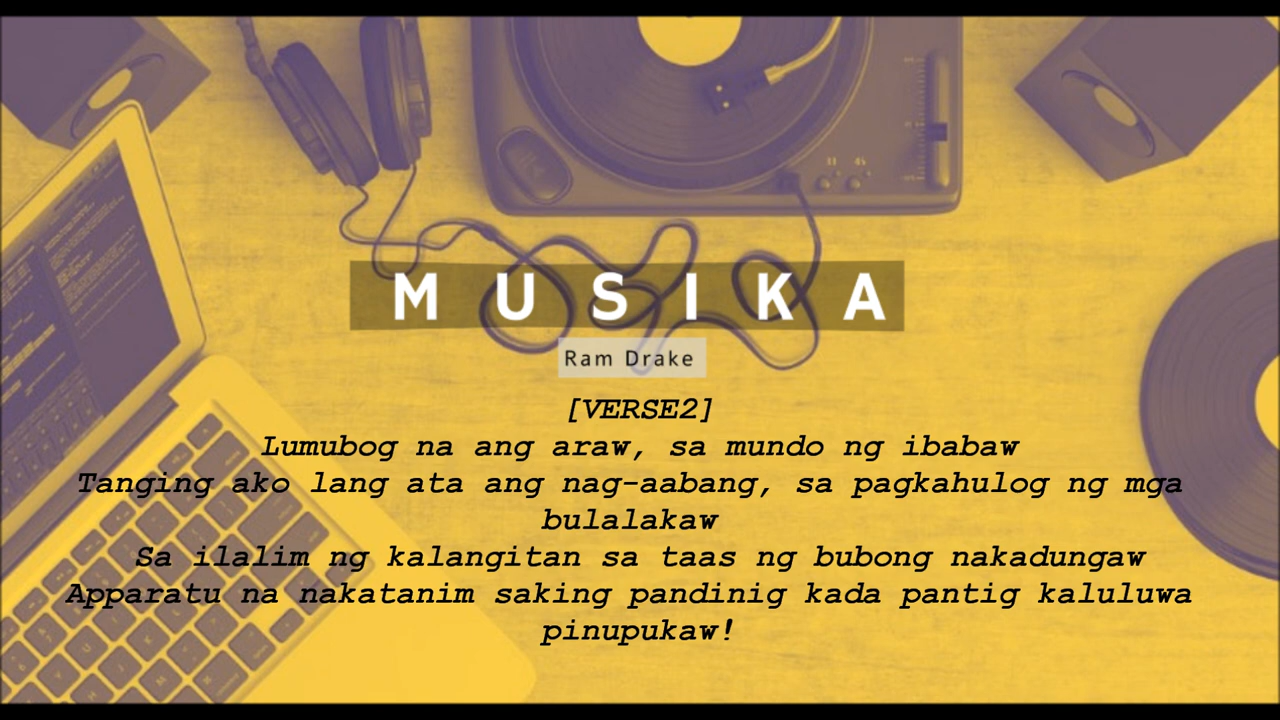 MUSIKA
Ram Drake
[VERSE2]
Lumubog na ang araw, sa mundo ng ibabaw
Tanging ako lang ata ang nag-aabang, sa pagkahulog ng mga
bulalakaw
Sa ilalim ng kalangitan sa taas ng bubong nakadungaw
Apparatu na nakatanim saking pandinig kada pantig kaluluwa
pinupukaw!